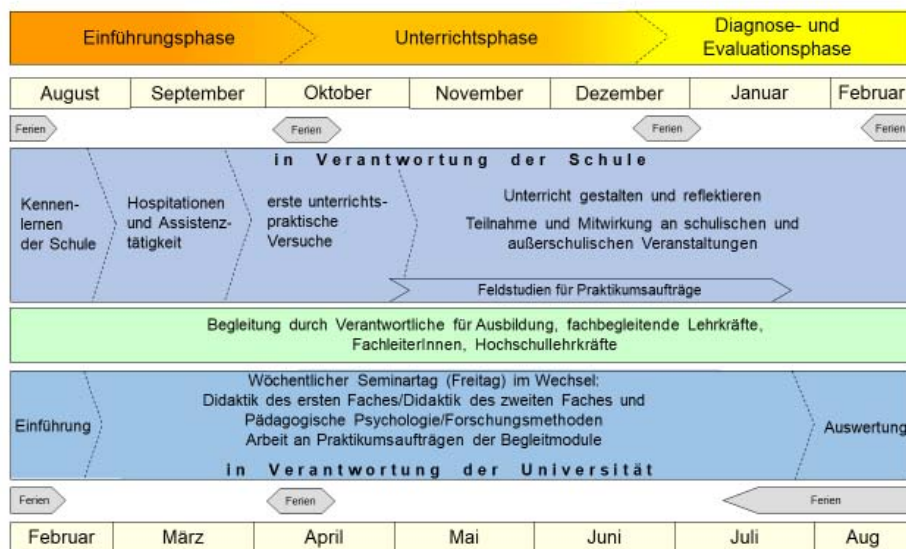 Einführungsphase
Unterrichtsphase
Diagnose- und
Evaluationsphase
August
September
Oktober
November
Dezember
Januar
Februar
Ferien
Ferien
Ferien
Ferien
in Verantwortung der Schule
Kennen-
lernen
der Schule
Hospitationen
und Assistenz-
tätigkeit
erste unterrichts-
praktische
Versuche
Unterricht gestalten und reflektieren
Teilnahme und Mitwirkung an schulischen und
außerschulischen Veranstaltungen
Feldstudien für Praktikumsaufträge
Begleitung durch Verantwortliche für Ausbildung, fachbegleitende Lehrkräfte,
FachleiterInnen, Hochschullehrkräfte
Einführung
Wöchentlicher Seminartag (Freitag) im Wechsel:
Didaktik des ersten Faches/Didaktik des zweiten Faches und
Pädagogische Psychologie/Forschungsmethoden
Arbeit an Praktikumsaufträgen der Begleitmodule
Auswertung
in Verantwortung der Universität
Ferien
Ferien
Ferien
Februar
März
April
Mai
Juni
Juli
Aug